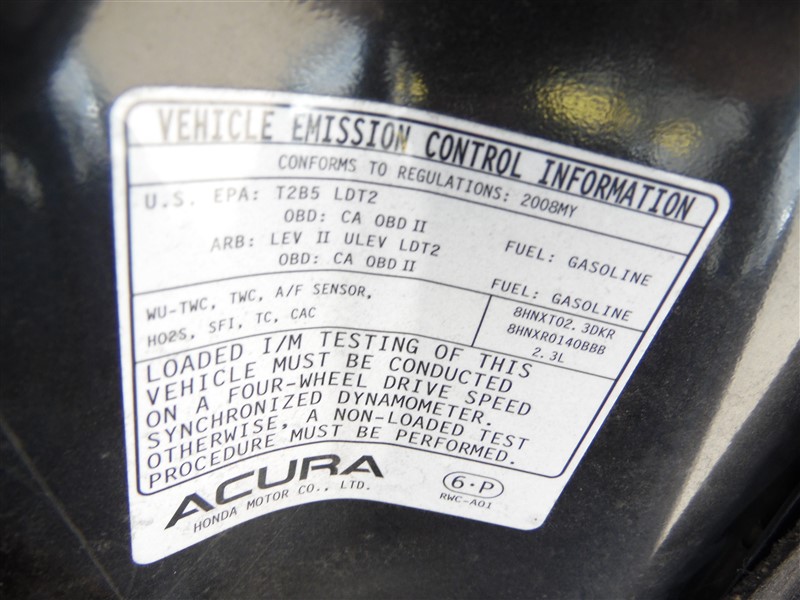 VEHICLE EMISSION CONTROL INFORMATION
CONFORMS TO REGULATIONS: 2008MY
U.S. EPA: T2B5 LDT2
OBD: CA OBD II FUEL: GASOLINE
ARB: LEV II ULEV LDT2
OBD: CA OBD II FUEL: GASOLINE
WU-TWC, TWC, A/F SENSOR,
HO2S, SFI, TC, CAC
8HNXT02.3DKR
8HNXR0140BBB
2.3L
LOADED I/M TESTING OF THIS
VEHICLE MUST BE CONDUCTED
ON A FOUR-WHEEL DRIVE SPEED
SYNCHRONIZED DYNAMOMETER.
OTHERWISE, A NON-LOADED TEST
PROCEDURE MUST BE PERFORMED.
ACURA
HONDA MOTOR CO., LTD.
6·P
RWC-A01